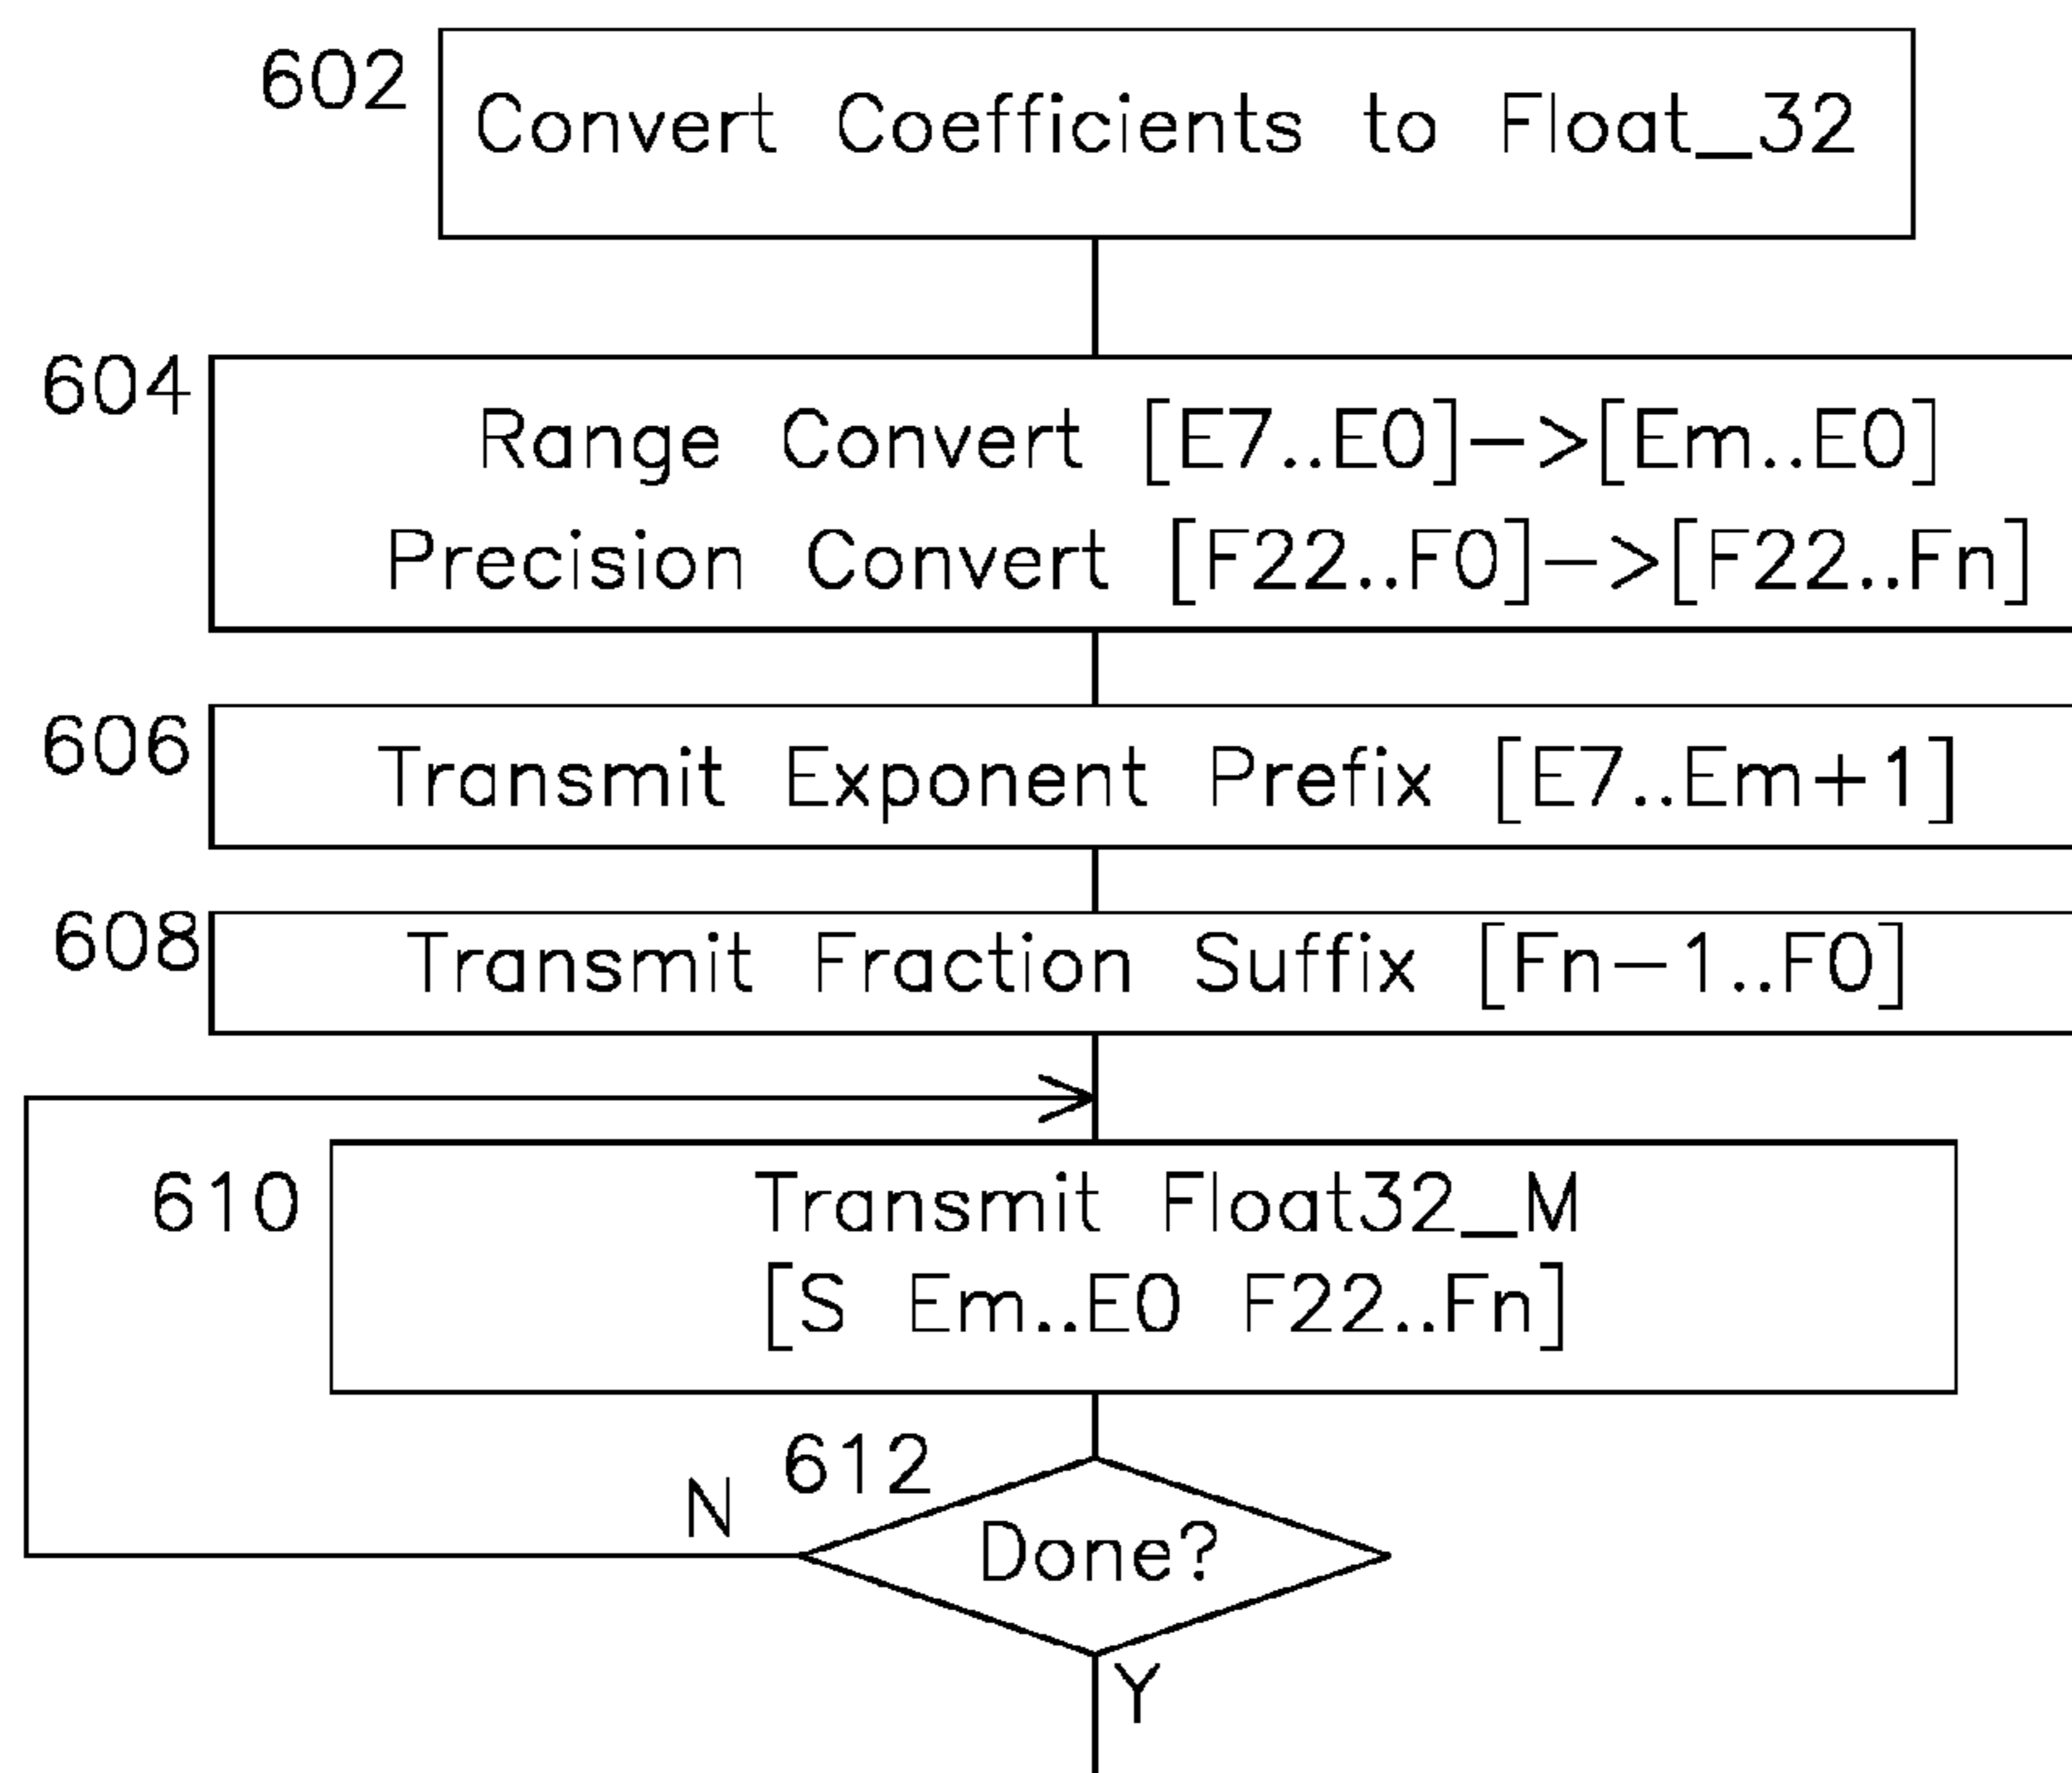 602
Convert Coefficients to Float_32
604
Range Convert [E7..E0]->[Em..E0]
Precision Convert [F22..F0]->[F22..Fn]
606
Transmit Exponent Prefix [E7..Em+1]
608
Transmit Fraction Suffix [Fn-1..F0]
610
Transmit Float32_M
[S Em..E0 F22..Fn]
612
N
Done?
Y